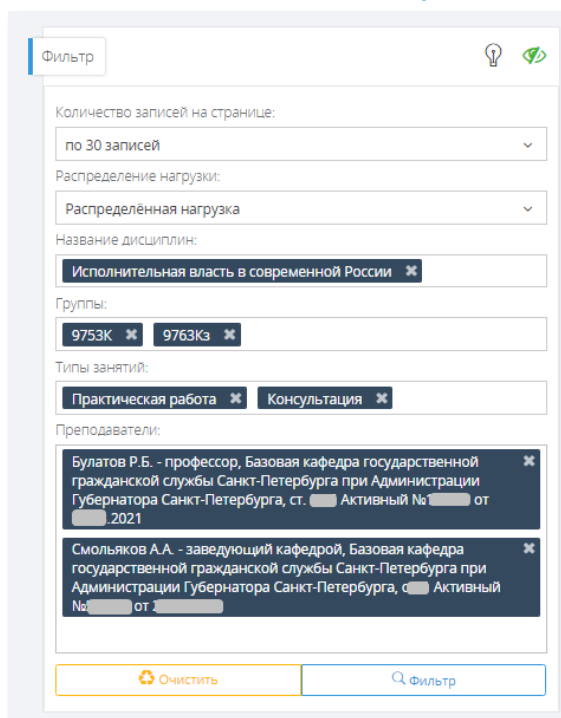 Фильтр
Количество записей на странице:
по 30 записей
Распределение нагрузки:
Распределённая нагрузка
Название дисциплин:
Исполнительная власть в современной России
Группы:
9753К 9763Кз
Типы занятий:
Практическая работа Консультация
Преподаватели:
Булатов Р.Б. - профессор, Базовая кафедра государственной
гражданской службы Санкт-Петербурга при Администрации
Губернатора Санкт-Петербурга, ст. Активный №1 от
.2021
Смольяков А.А. - заведующий кафедрой, Базовая кафедра
государственной гражданской службы Санкт-Петербурга при
Администрации Губернатора Санкт-Петербурга, Активный
№ от
Очистить Фильтр